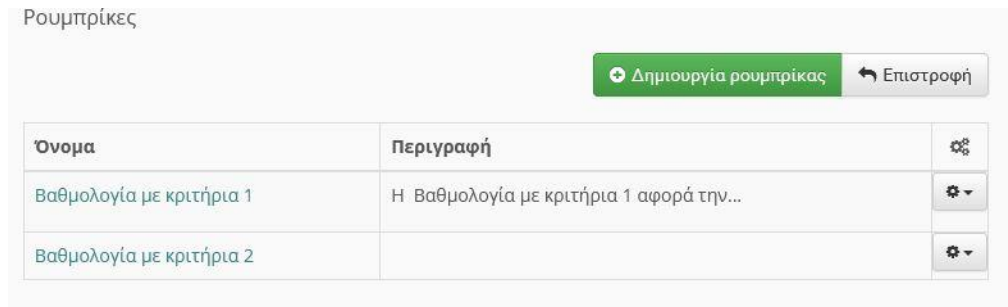 Ρουμπρίκες
Δημιουργία ρουμπρίκας Επιστροφή
Όνομα Περιγραφή
Βαθμολογία με κριτήρια 1 Η Βαθμολογία με κριτήρια 1 αφορά την...
Βαθμολογία με κριτήρια 2